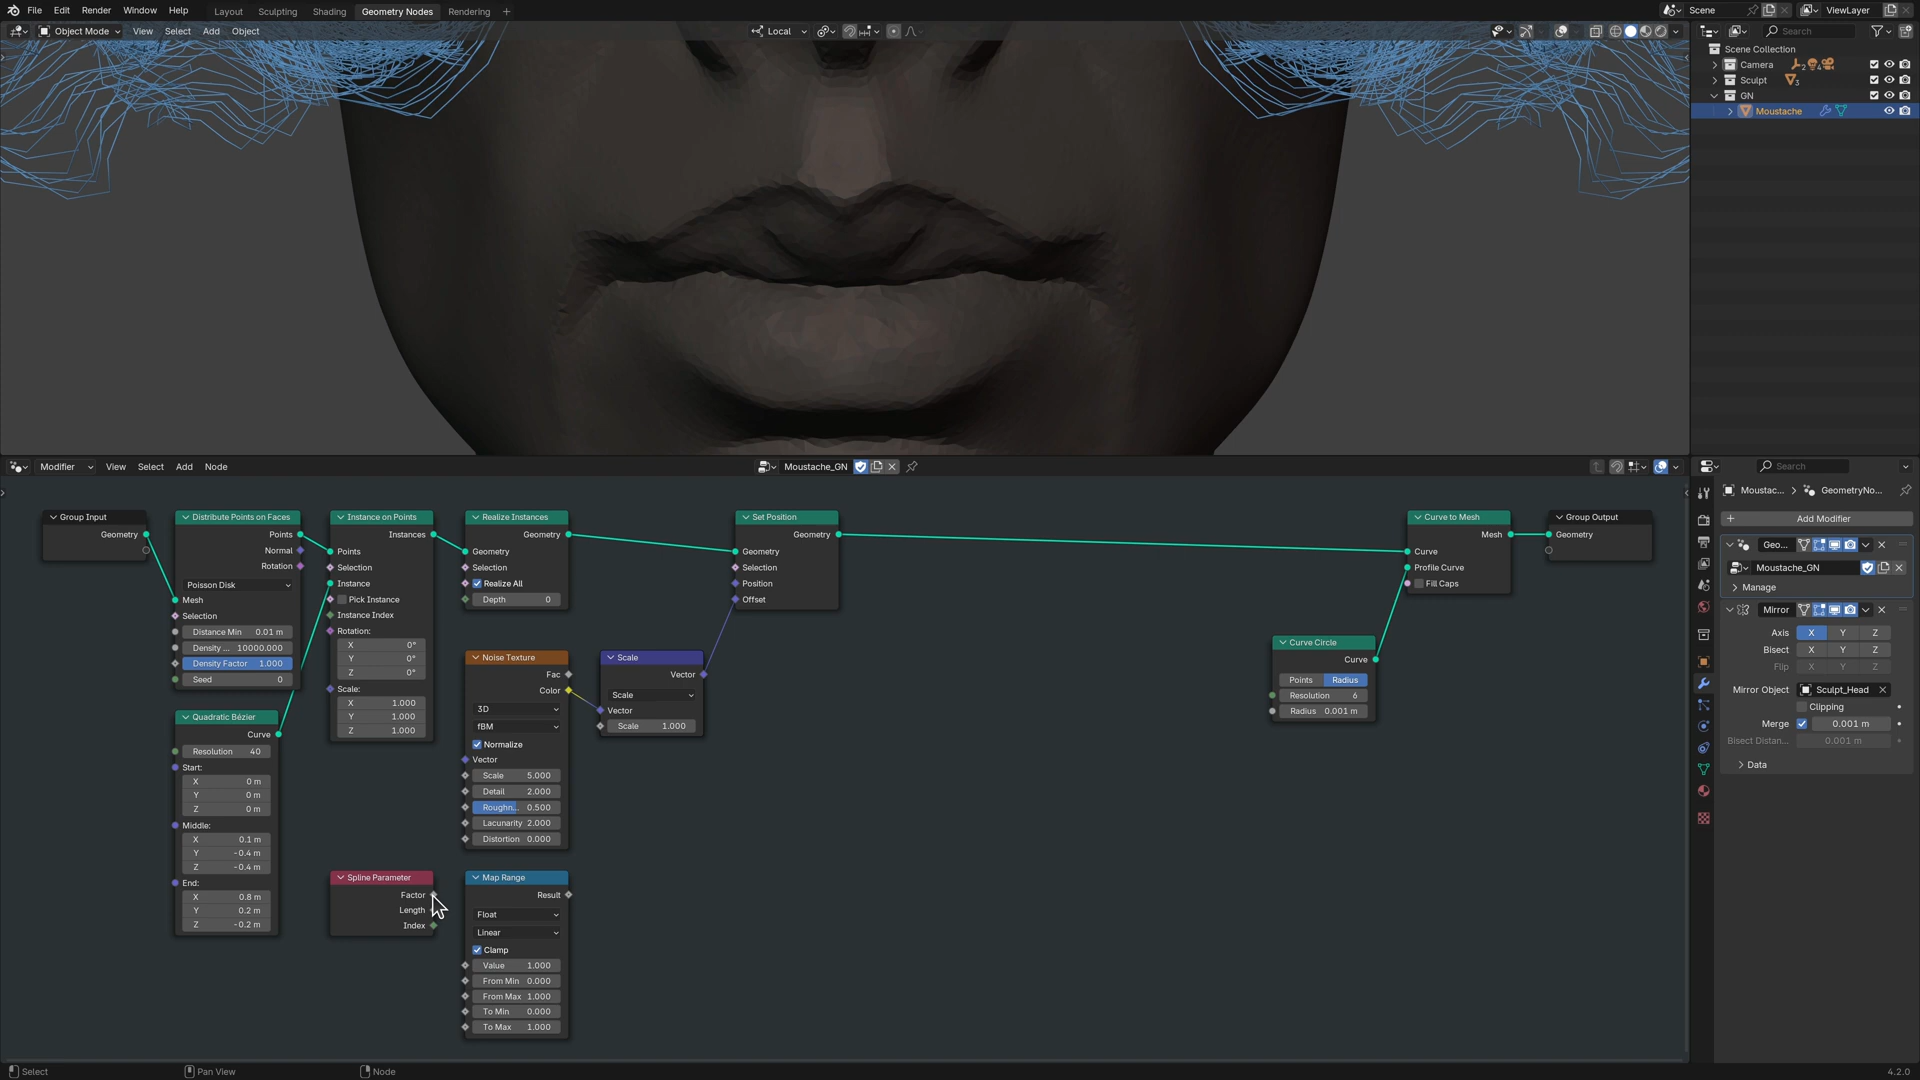 File Edit Render Window Help Layout Sculpting Shading Geometry Nodes Rendering + Scene ViewLayer
Object Mode View Select Add Object Local Search
Scene Collection
Camera
Sculpt
GN
Moustache
Modifier View Select Add Node Moustache_GN Search
Moustac... GeometryNo...
Add Modifier
Geo...
Moustache_GN
Manage
Mirror
Axis X Y Z
Bisect X Y Z
Flip X Y Z
Mirror Object Sculpt_Head
Clipping
Merge 0.001 m
Bisect Distan... 0.001 m
Data
Group Input
Geometry
Distribute Points on Faces
Points
Normal
Rotation
Poisson Disk
Mesh
Selection
Distance Min 0.01 m
Density ... 10000.000
Density Factor 1.000
Seed 0
Quadratic Bézier
Curve
Resolution 40
Start:
X 0 m
Y 0 m
Z 0 m
Middle:
X 0.1 m
Y -0.4 m
Z -0.4 m
End:
X 0.8 m
Y 0.2 m
Z -0.2 m
Instance on Points
Instances
Points
Selection
Instance
Pick Instance
Instance Index
Rotation:
X 0°
Y 0°
Z 0°
Scale:
X 1.000
Y 1.000
Z 1.000
Spline Parameter
Factor
Length
Index
Realize Instances
Geometry
Geometry
Selection
Realize All
Depth 0
Noise Texture
Fac
Color
3D
fBM
Normalize
Vector
Scale 5.000
Detail 2.000
Roughn... 0.500
Lacunarity 2.000
Distortion 0.000
Map Range
Result
Float
Linear
Clamp
Value 1.000
From Min 0.000
From Max 1.000
To Min 0.000
To Max 1.000
Scale
Vector
Scale
Vector
Scale 1.000
Set Position
Geometry
Geometry
Selection
Position
Offset
Curve Circle
Curve
Points Radius
Resolution 6
Radius 0.001 m
Curve to Mesh
Mesh
Curve
Profile Curve
Fill Caps
Group Output
Geometry
Select Pan View Node 4.2.0